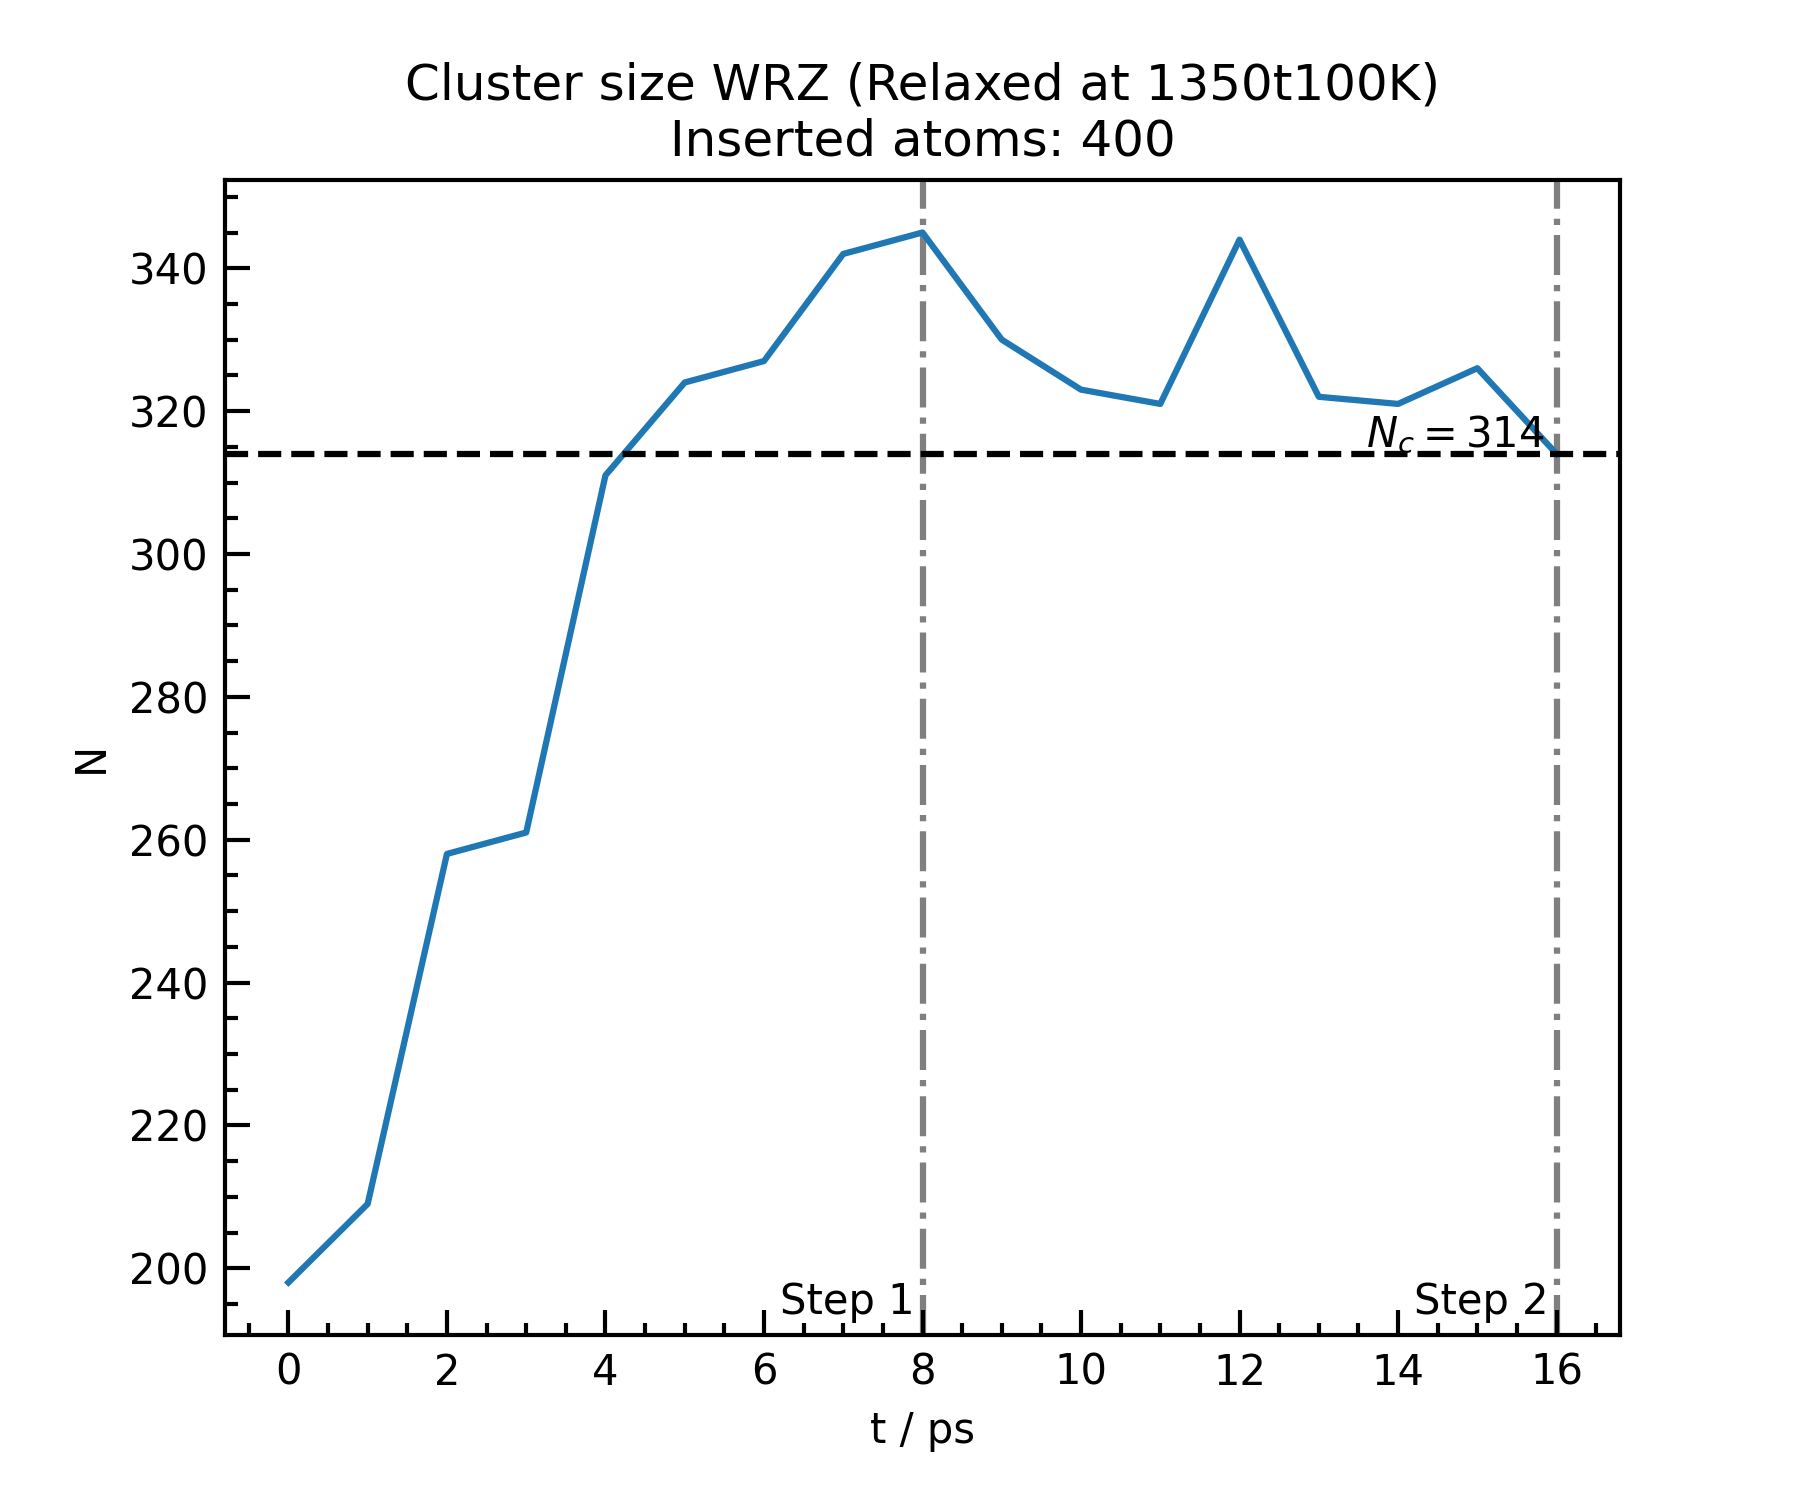 Cluster size WRZ (Relaxed at 1350t100K)
Inserted atoms: 400
340
320
300
280
260
240
220
200
N
N_c = 314
Step 1
Step 2
0 2 4 6 8 10 12 14 16
t / ps